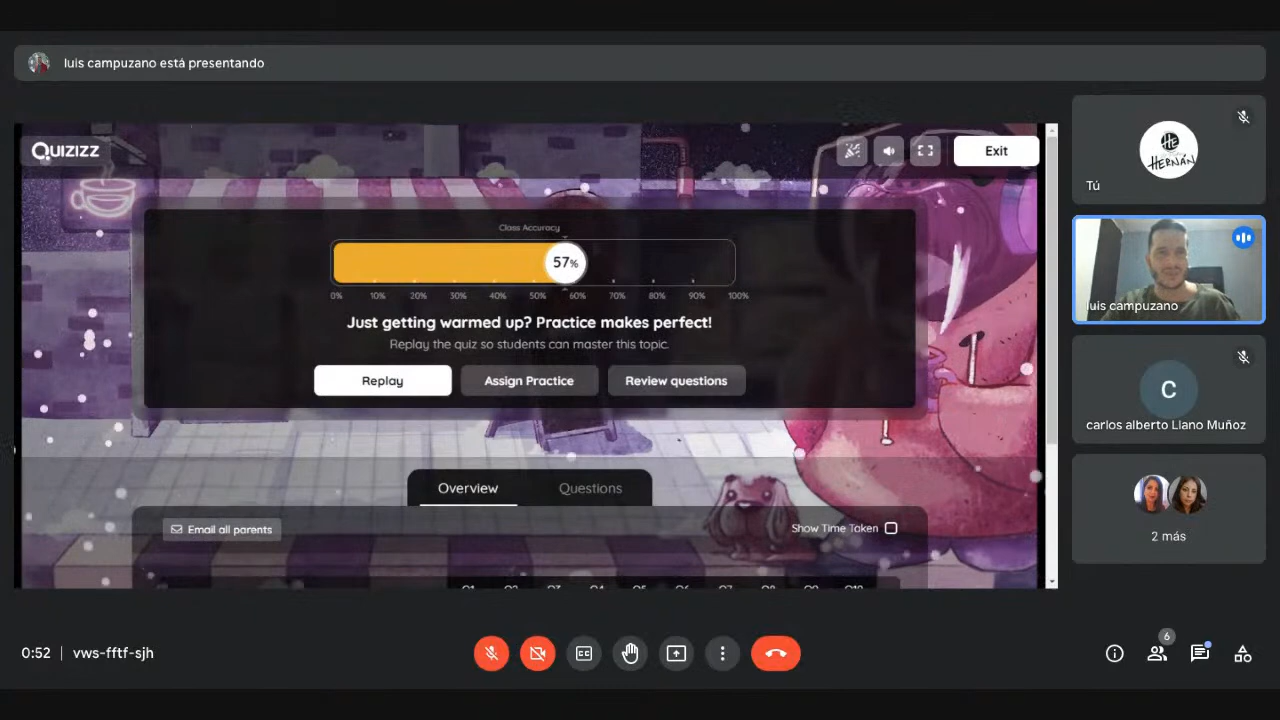 luis campuzano está presentando
QUIZIZZ
Exit
Class Accuracy
57%
0% 10% 20% 30% 40% 50% 60% 70% 80% 90% 100%
Just getting warmed up? Practice makes perfect!
Replay the quiz so students can master this topic.
Replay Assign Practice Review questions
Overview Questions
Email all parents
Show Time Taken
HERNÁN
Tú
luis campuzano
C
carlos alberto Llano Muñoz
2 más
0:52 | vws-fftf-sjh
6